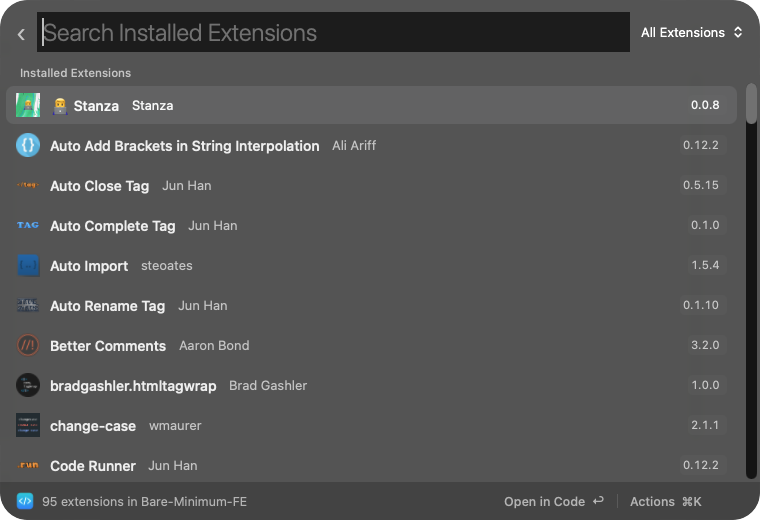 Search Installed Extensions
All Extensions
Installed Extensions
Stanza Stanza 0.0.8
Auto Add Brackets in String Interpolation Ali Ariff 0.12.2
Auto Close Tag Jun Han 0.5.15
TAG Auto Complete Tag Jun Han 0.1.0
Auto Import steoates 1.5.4
Auto Rename Tag Jun Han 0.1.10
//! Better Comments Aaron Bond 3.2.0
bradgashler.htmltagwrap Brad Gashler 1.0.0
change-case wmaurer 2.1.1
.run Code Runner Jun Han 0.12.2
95 extensions in Bare-Minimum-FE Open in Code ↩ Actions ⌘K